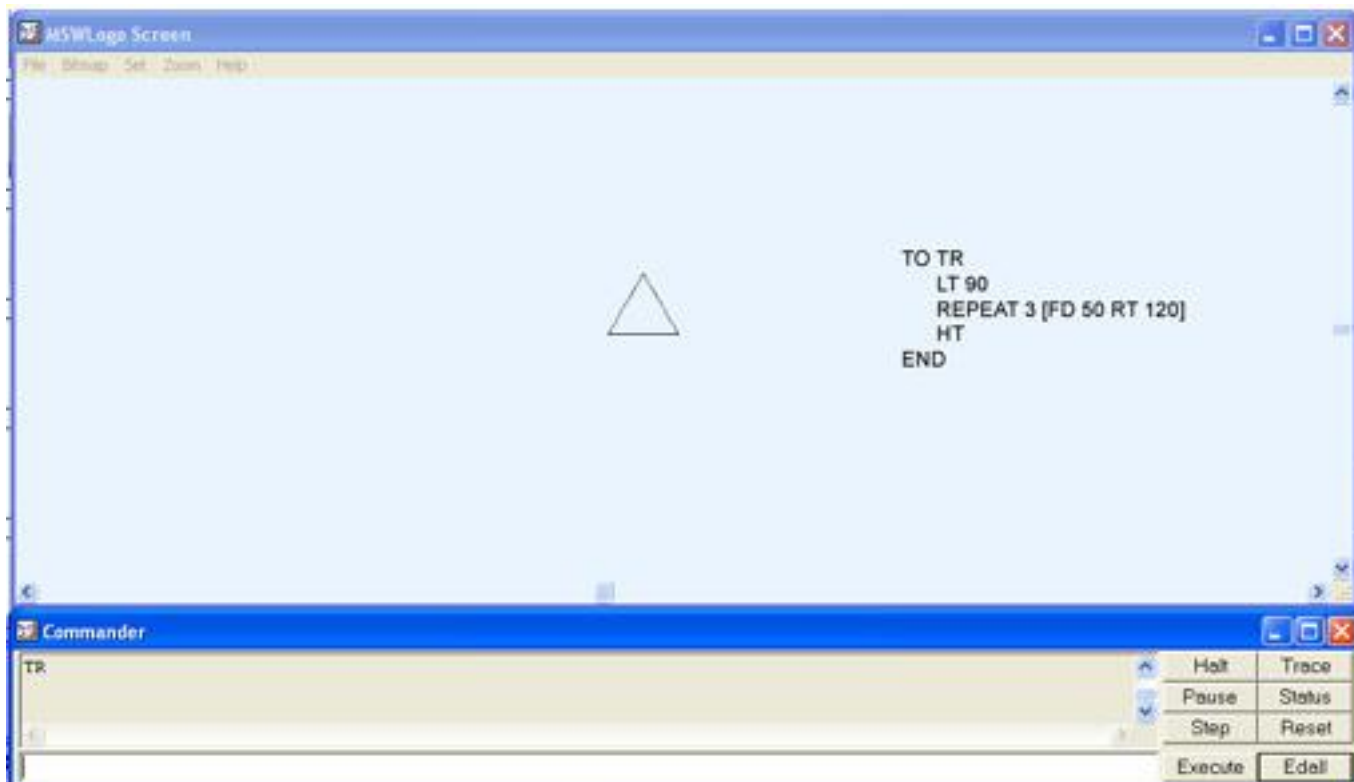 MSWLogo Screen
File Bitmap Set Zoom Help
TO TR
LT 90
REPEAT 3 [FD 50 RT 120]
HT
END
Commander
TR
Halt Trace
Pause Status
Step Reset
Execute Edall